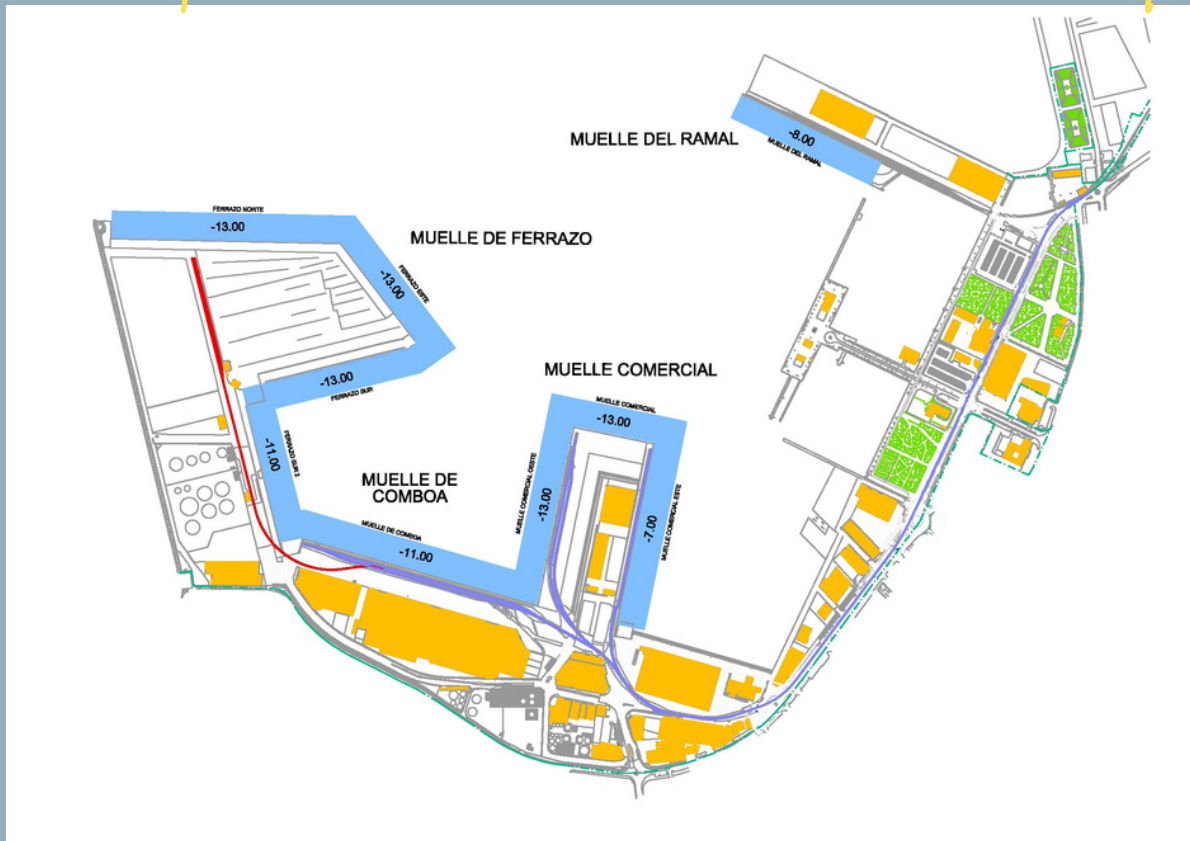 MUELLE DEL RAMAL
-8.00
MUELLE DEL RAMAL
FERRAZO NORTE
-13.00
MUELLE DE FERRAZO
FERRAZO ESTE
-13.00
-13.00
FERRAZO SUR
MUELLE COMERCIAL
MUELLE COMERCIAL
-13.00
FERRAZO SUR 2
-11.00
MUELLE DE
COMBOA
MUELLE COMERCIAL OESTE
-13.00
-7.00
MUELLE COMERCIAL ESTE
MUELLE DE COMBOA
-11.00